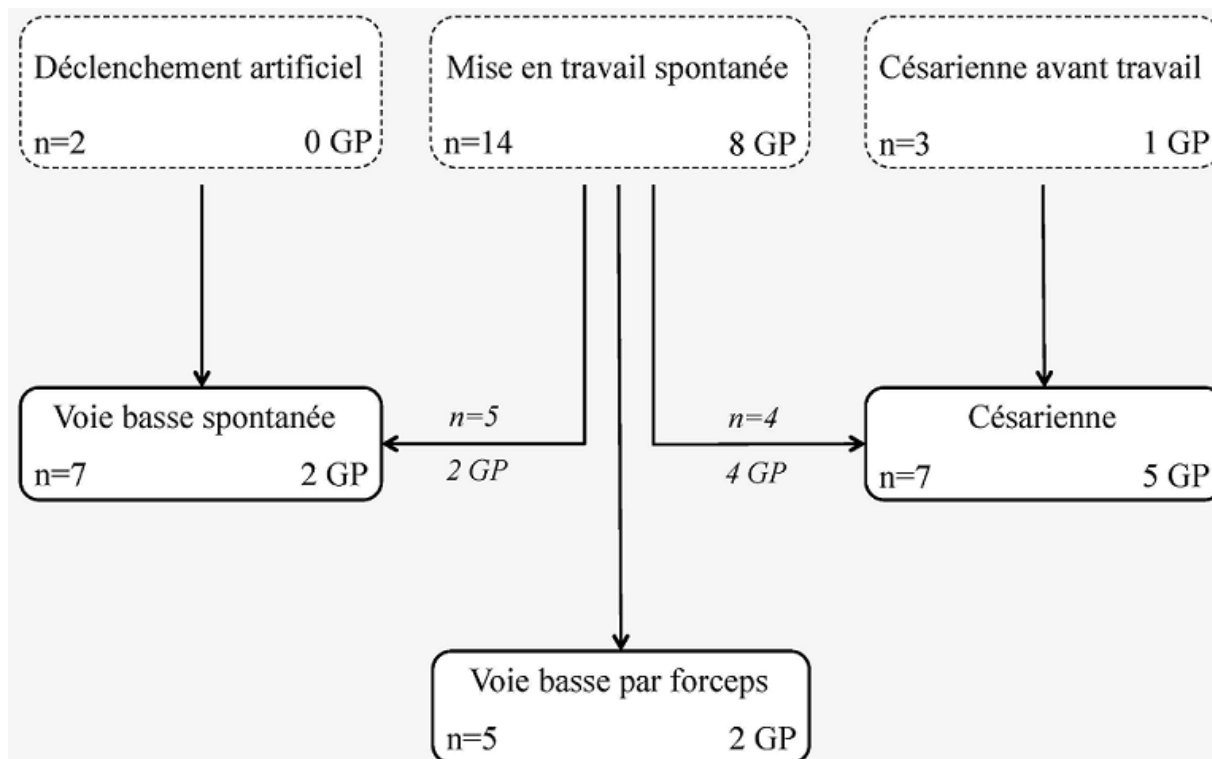 Déclenchement artificiel
n=2 0 GP
Mise en travail spontanée
n=14 8 GP
Césarienne avant travail
n=3 1 GP
Voie basse spontanée
n=7 2 GP
n=5
2 GP
n=4
4 GP
Césarienne
n=7 5 GP
Voie basse par forceps
n=5 2 GP